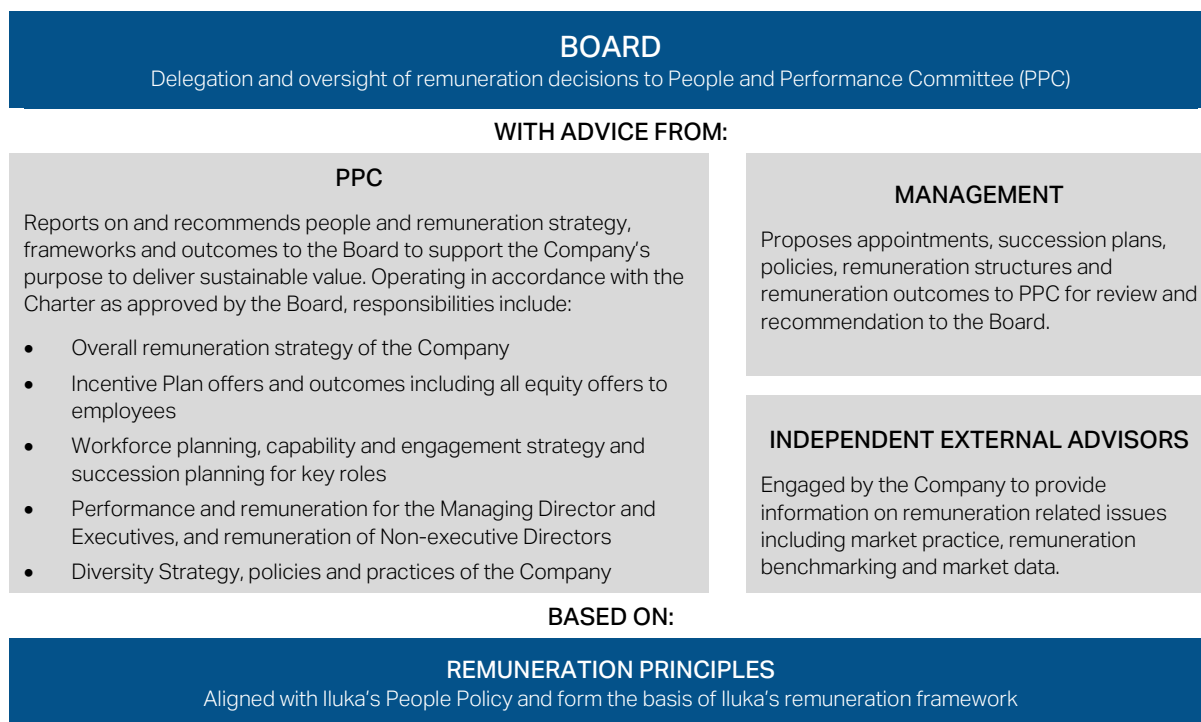 BOARD
Delegation and oversight of remuneration decisions to People and Performance Committee (PPC)
WITH ADVICE FROM:
PPC
Reports on and recommends people and remuneration strategy,
frameworks and outcomes to the Board to support the Company's
purpose to deliver sustainable value. Operating in accordance with the
Charter as approved by the Board, responsibilities include:
• Overall remuneration strategy of the Company
• Incentive Plan offers and outcomes including all equity offers to
employees
• Workforce planning, capability and engagement strategy and
succession planning for key roles
• Performance and remuneration for the Managing Director and
Executives, and remuneration of Non-executive Directors
• Diversity Strategy, policies and practices of the Company
MANAGEMENT
Proposes appointments, succession plans,
policies, remuneration structures and
remuneration outcomes to PPC for review and
recommendation to the Board.
INDEPENDENT EXTERNAL ADVISORS
Engaged by the Company to provide
information on remuneration related issues
including market practice, remuneration
benchmarking and market data.
BASED ON:
REMUNERATION PRINCIPLES
Aligned with Iluka's People Policy and form the basis of Iluka's remuneration framework